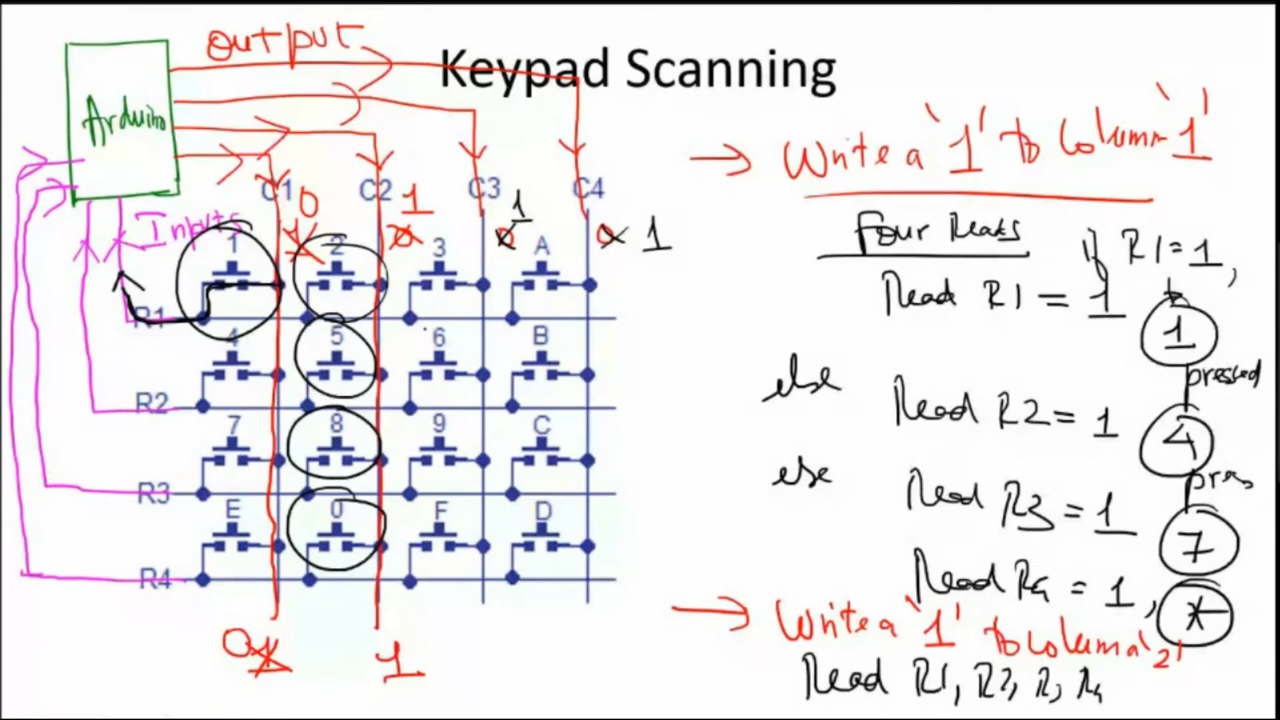 output
Keypad Scanning
Arduino
→ Write a '1' to Column '1'
C1 C2 C3 C4
0 1 1 1
Inputs
Four Reads
if R1 = 1,
1 2 3 A
Read R1 = 1
1
R1
pressed
4 5 6 B
else Read R2 = 1
4
R2
press
7 8 9 C
else Read R3 = 1
7
R3
E 0 F D
Read R4 = 1, *
R4
→ Write a '1' to Column '2'
0 1
Read R1, R2, R3, R4